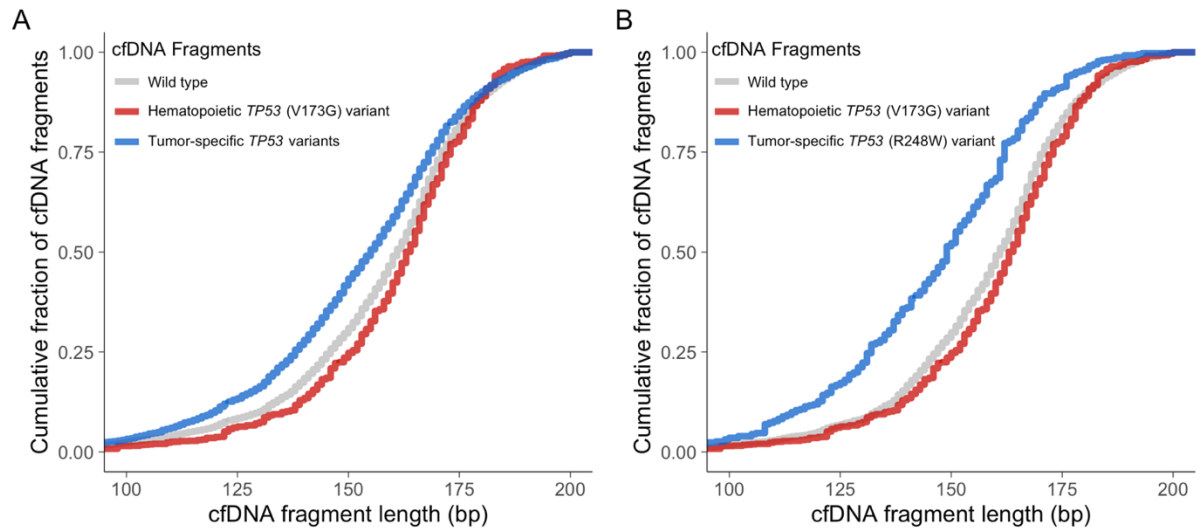 A
cfDNA Fragments
Wild type
Hematopoietic TP53 (V173G) variant
Tumor-specific TP53 variants
Cumulative fraction of cfDNA fragments
1.00
0.75
0.50
0.25
0.00
100 125 150 175 200
cfDNA fragment length (bp)
B
cfDNA Fragments
Wild type
Hematopoietic TP53 (V173G) variant
Tumor-specific TP53 (R248W) variant
Cumulative fraction of cfDNA fragments
1.00
0.75
0.50
0.25
0.00
100 125 150 175 200
cfDNA fragment length (bp)